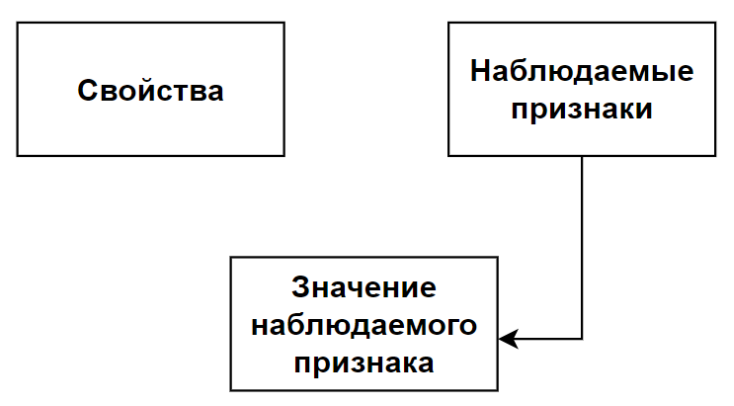 Свойства
Наблюдаемые
признаки
Значение
наблюдаемого
признака